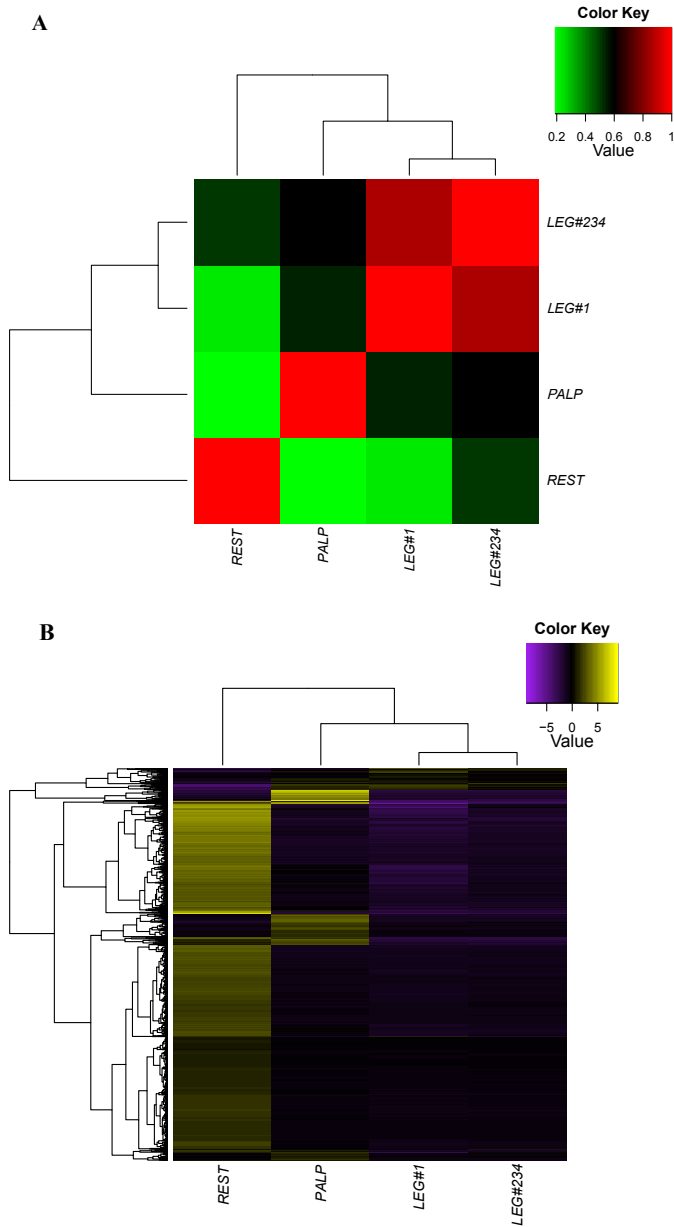 A
Color Key
0.2 0.4 0.6 0.8 1
Value
LEG#234
LEG#1
PALP
REST
REST PALP LEG#1 LEG#234
B
Color Key
−5 0 5
Value
REST PALP LEG#1 LEG#234